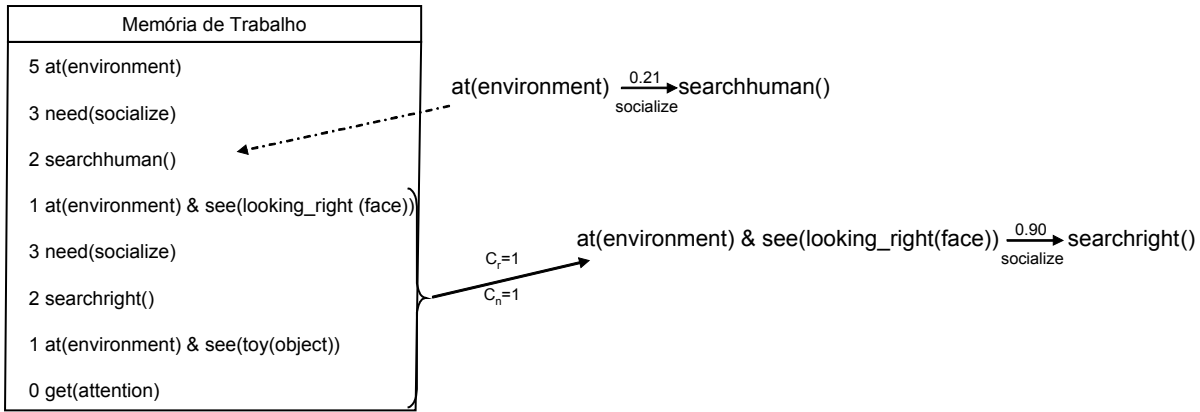 Memória de Trabalho
5 at(environment)
3 need(socialize)
2 searchhuman()
1 at(environment) & see(looking_right (face))
3 need(socialize)
2 searchright()
1 at(environment) & see(toy(object))
0 get(attention)
at(environment) 0.21 searchhuman()
socialize
at(environment) & see(looking_right(face)) 0.90 searchright()
socialize
Cr=1
Cn=1